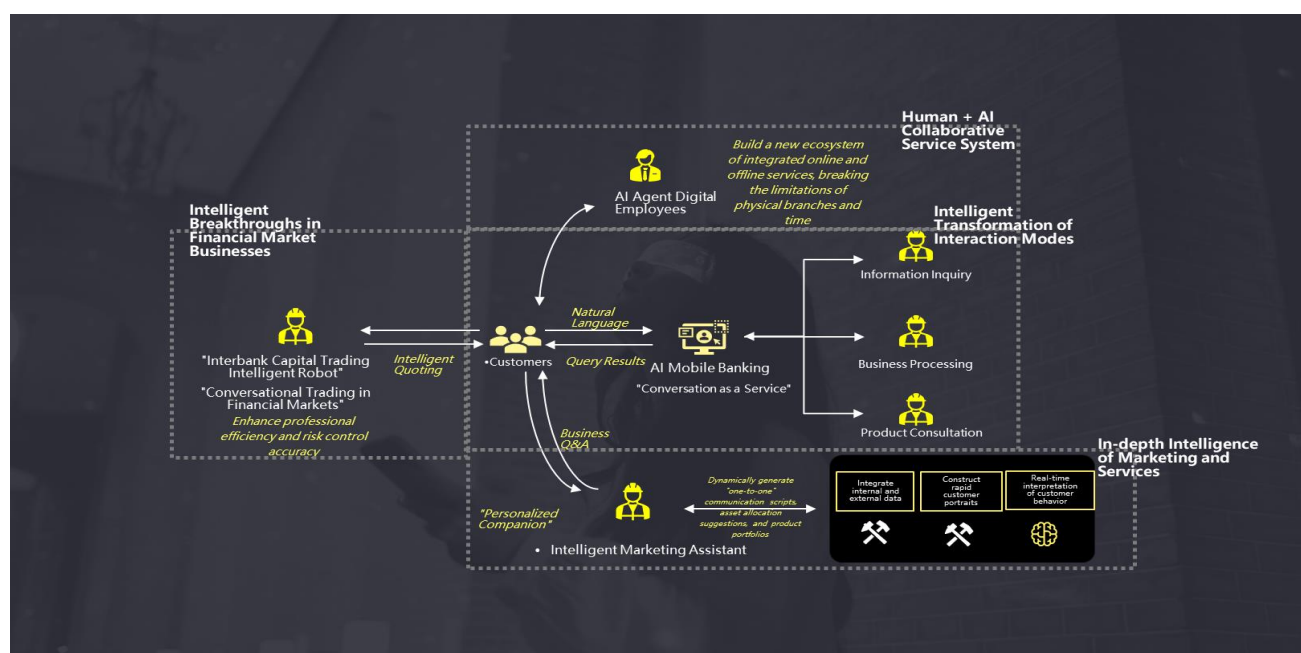 Human + AI
Collaborative
Service System
Build a new ecosystem
of integrated online and
offline services, breaking
the limitations of
physical branches and
time
AI Agent Digital
Employees
Intelligent
Breakthroughs in
Financial Market
Businesses
Intelligent
Transformation of
Interaction Modes
Information Inquiry
Natural
Language
"Interbank Capital Trading
Intelligent Robot"
"Conversational Trading in
Financial Markets"
Enhance professional
efficiency and risk control
accuracy
Intelligent
Quoting
•Customers
Query Results
AI Mobile Banking
"Conversation as a Service"
Business Processing
Product Consultation
Business
Q&A
In-depth Intelligence
of Marketing and
Services
"Personalized
Companion"
• Intelligent Marketing Assistant
Dynamically generate
"one-to-one"
communication scripts,
asset allocation
suggestions, and product
portfolios
Integrate
internal and
external data
Construct
rapid
customer
portraits
Real-time
interpretation
of customer
behavior